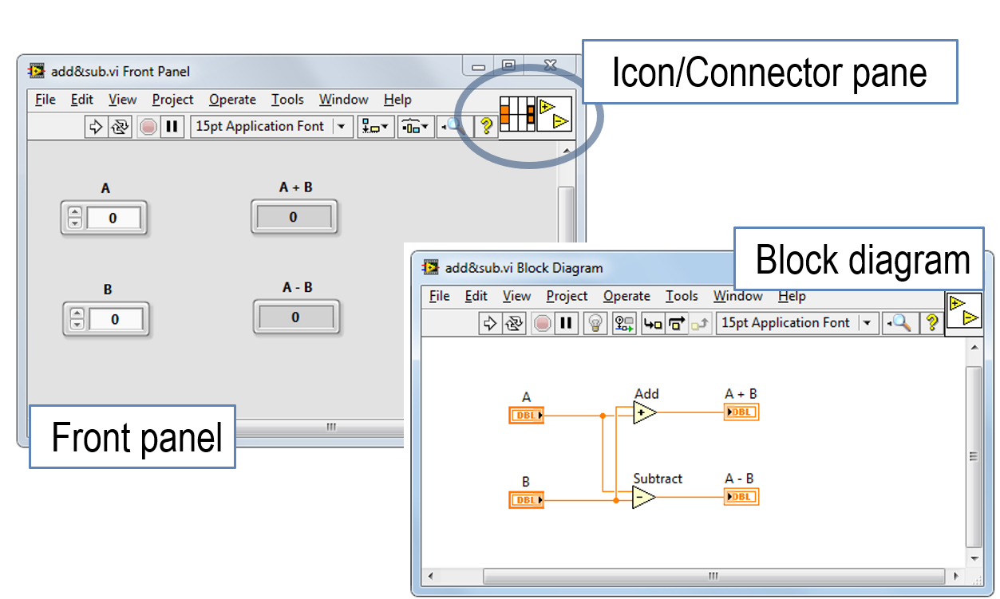 Icon/Connector pane
add&sub.vi Front Panel
File Edit View Project Operate Tools Window Help
15pt Application Font
A
0
A + B
0
B
0
A - B
0
Front panel
Block diagram
add&sub.vi Block Diagram
File Edit View Project Operate Tools Window Help
15pt Application Font
A
DBL
Add
A + B
DBL
B
DBL
Subtract
A - B
DBL